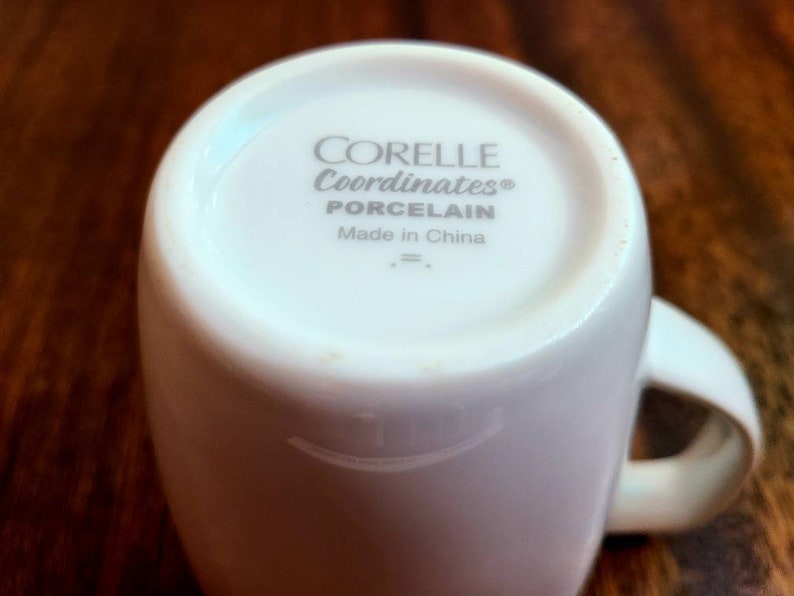 CORELLE
Coordinates®
PORCELAIN
Made in China
.=.